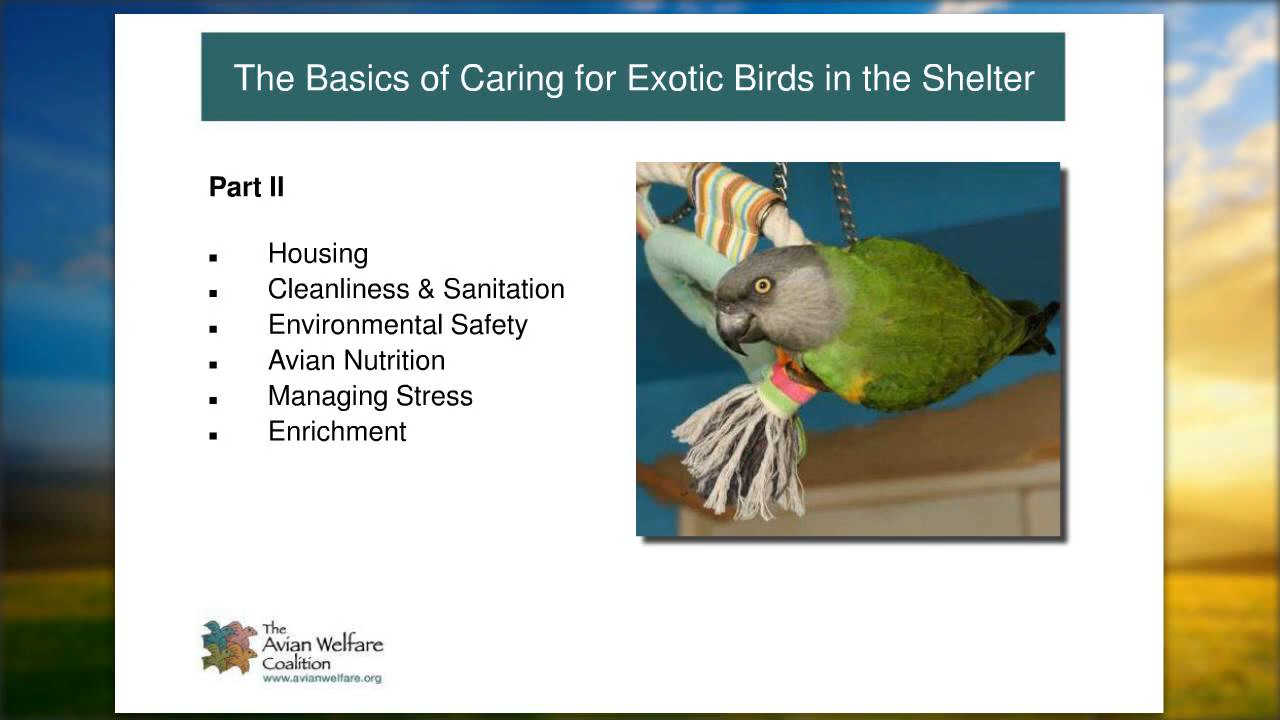 The Basics of Caring for Exotic Birds in the Shelter
Part II
Housing
Cleanliness & Sanitation
Environmental Safety
Avian Nutrition
Managing Stress
Enrichment
The
Avian Welfare
Coalition
www.avianwelfare.org